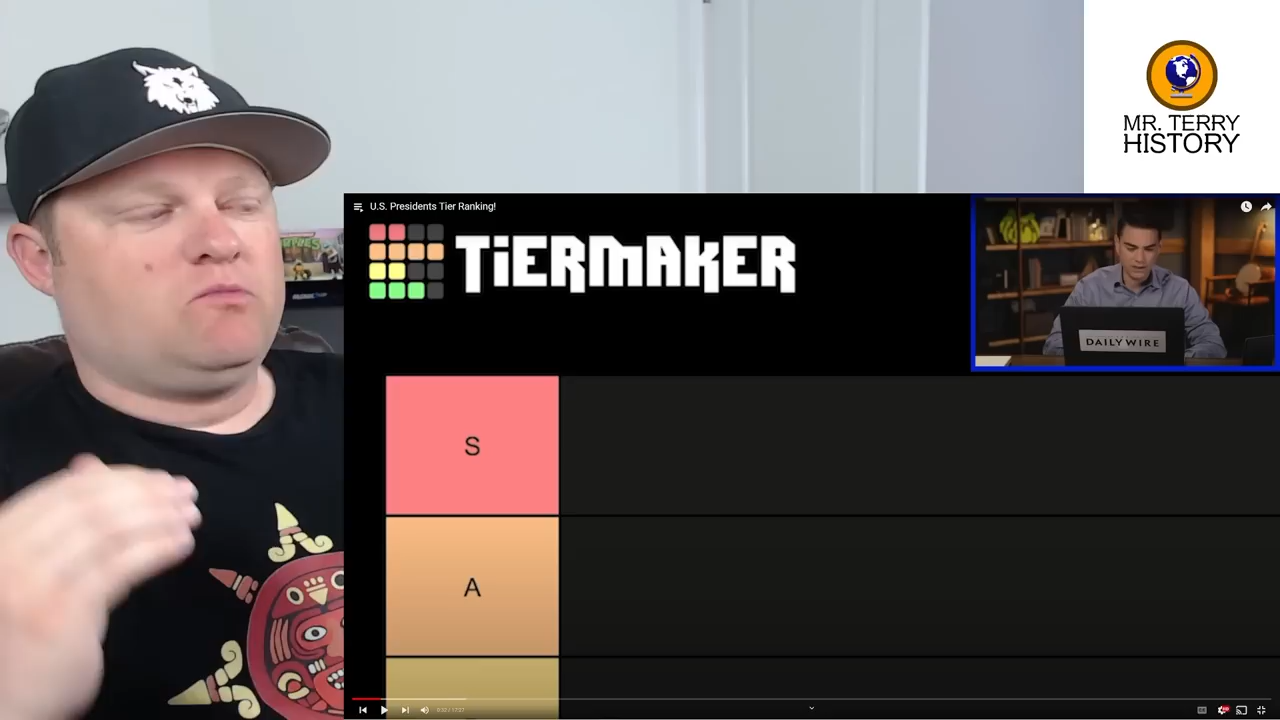 MR. TERRY
HISTORY
U.S. Presidents Tier Ranking!
TiERMAKER
DAILY WIRE
S
A